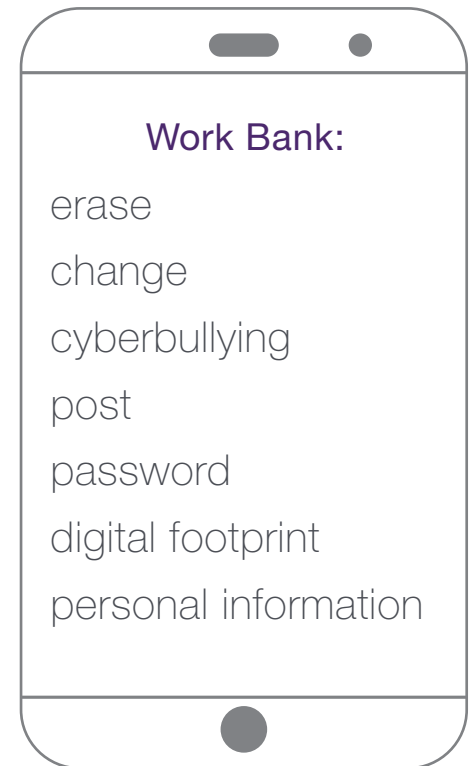 Work Bank:
erase
change
cyberbullying
post
password
digital footprint
personal information